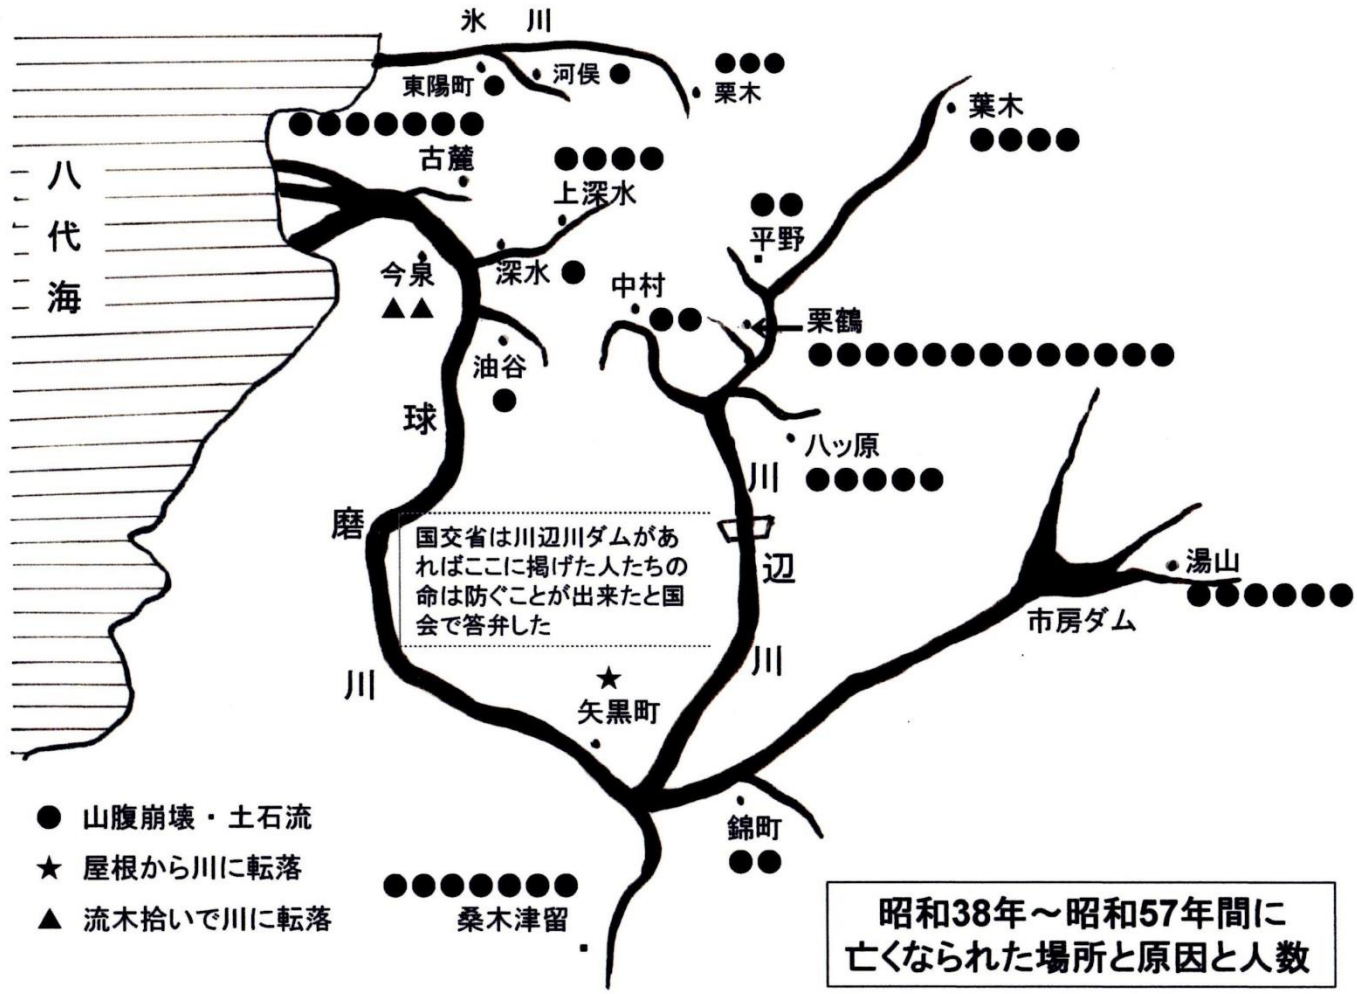 氷川
東陽町
河俣
栗木
葉木
古麓
上深水
八代海
平野
今泉
深水
中村
栗鶴
油谷
球磨川
八ッ原
川辺川
国交省は川辺川ダムがあ
ればここに掲げた人たちの
命は防ぐことが出来たと国
会で答弁した
湯山
市房ダム
矢黒町
錦町
桑木津留
● 山腹崩壊・土石流
★ 屋根から川に転落
▲ 流木拾いで川に転落
昭和38年～昭和57年間に
亡くなられた場所と原因と人数